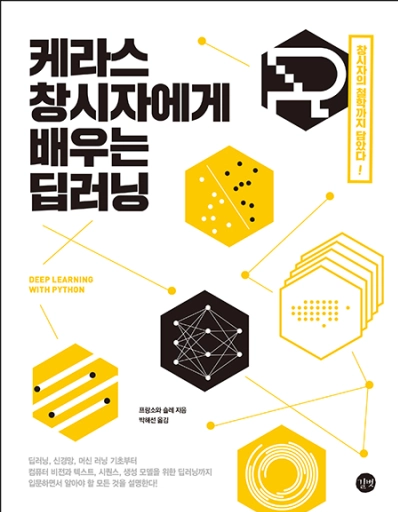 케라스
창시자에게
배우는
딥러닝
창시자의 철학까지 담았다!
DEEP LEARNING
WITH PYTHON
프랑소와 숄레 지음
박해선 옮김
딥러닝, 신경망, 머신 러닝 기초부터
컴퓨터 비전과 텍스트, 시퀀스, 생성 모델을 위한 딥러닝까지
입문하면서 알아야 할 모든 것을 설명한다!
길벗